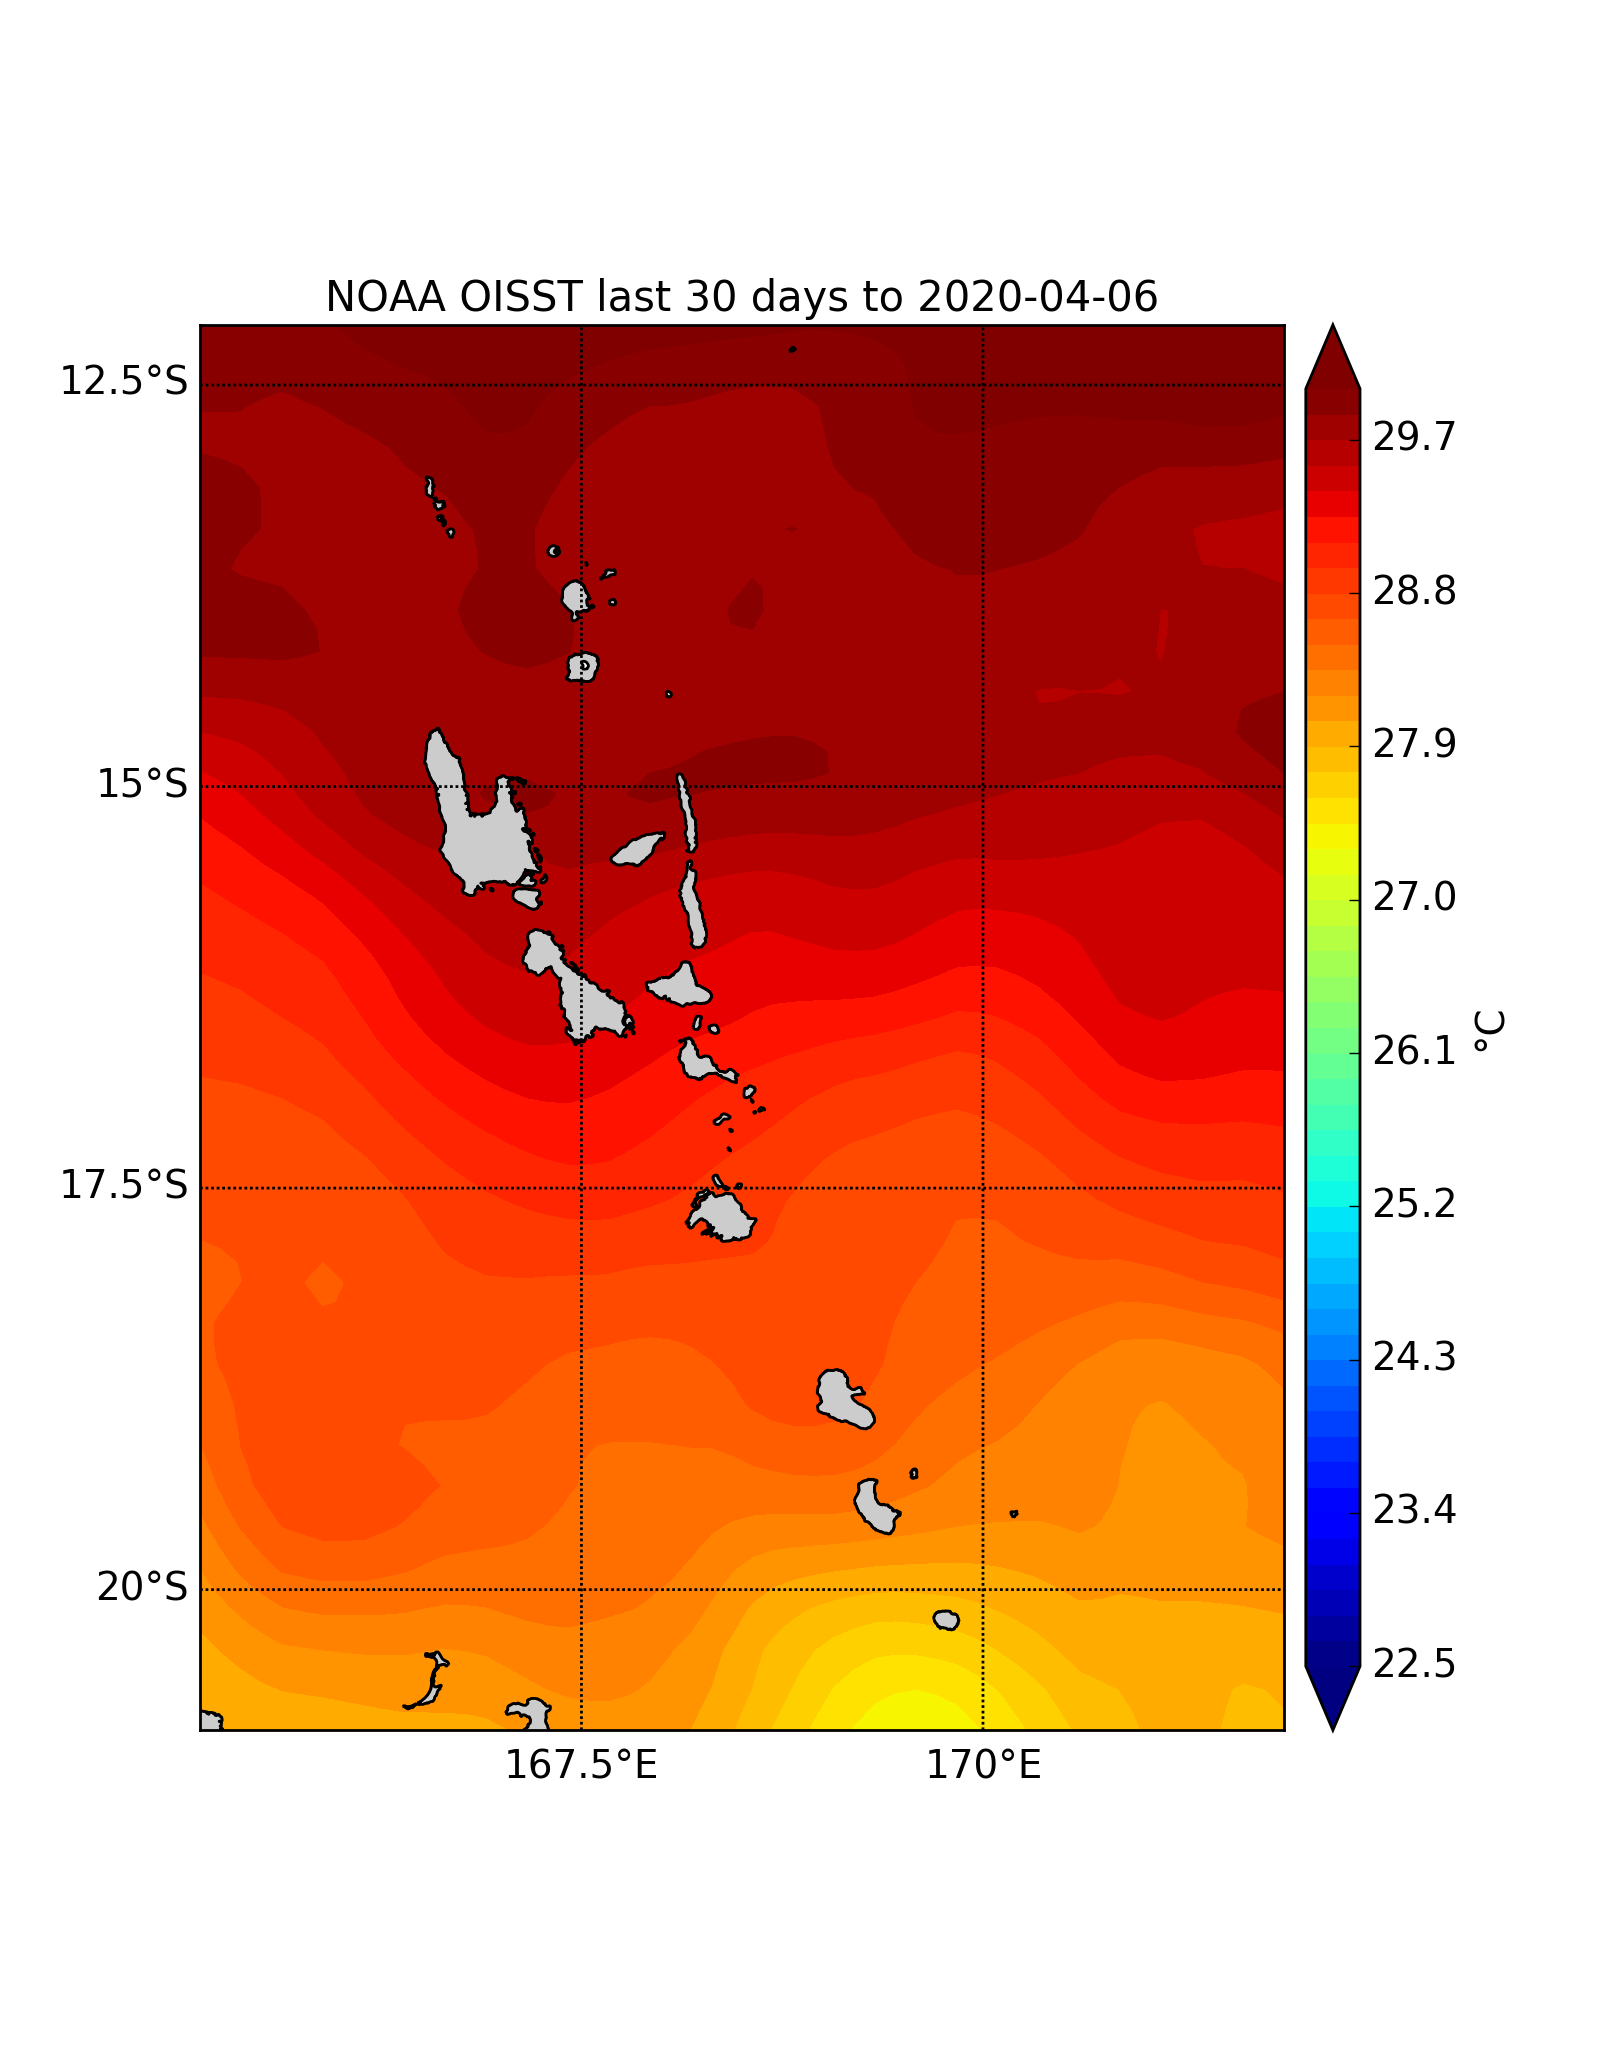 NOAA OISST last 30 days to 2020-04-06
12.5°S
15°S
17.5°S
20°S
167.5°E
170°E
29.7
28.8
27.9
27.0
26.1
25.2
24.3
23.4
22.5
°C